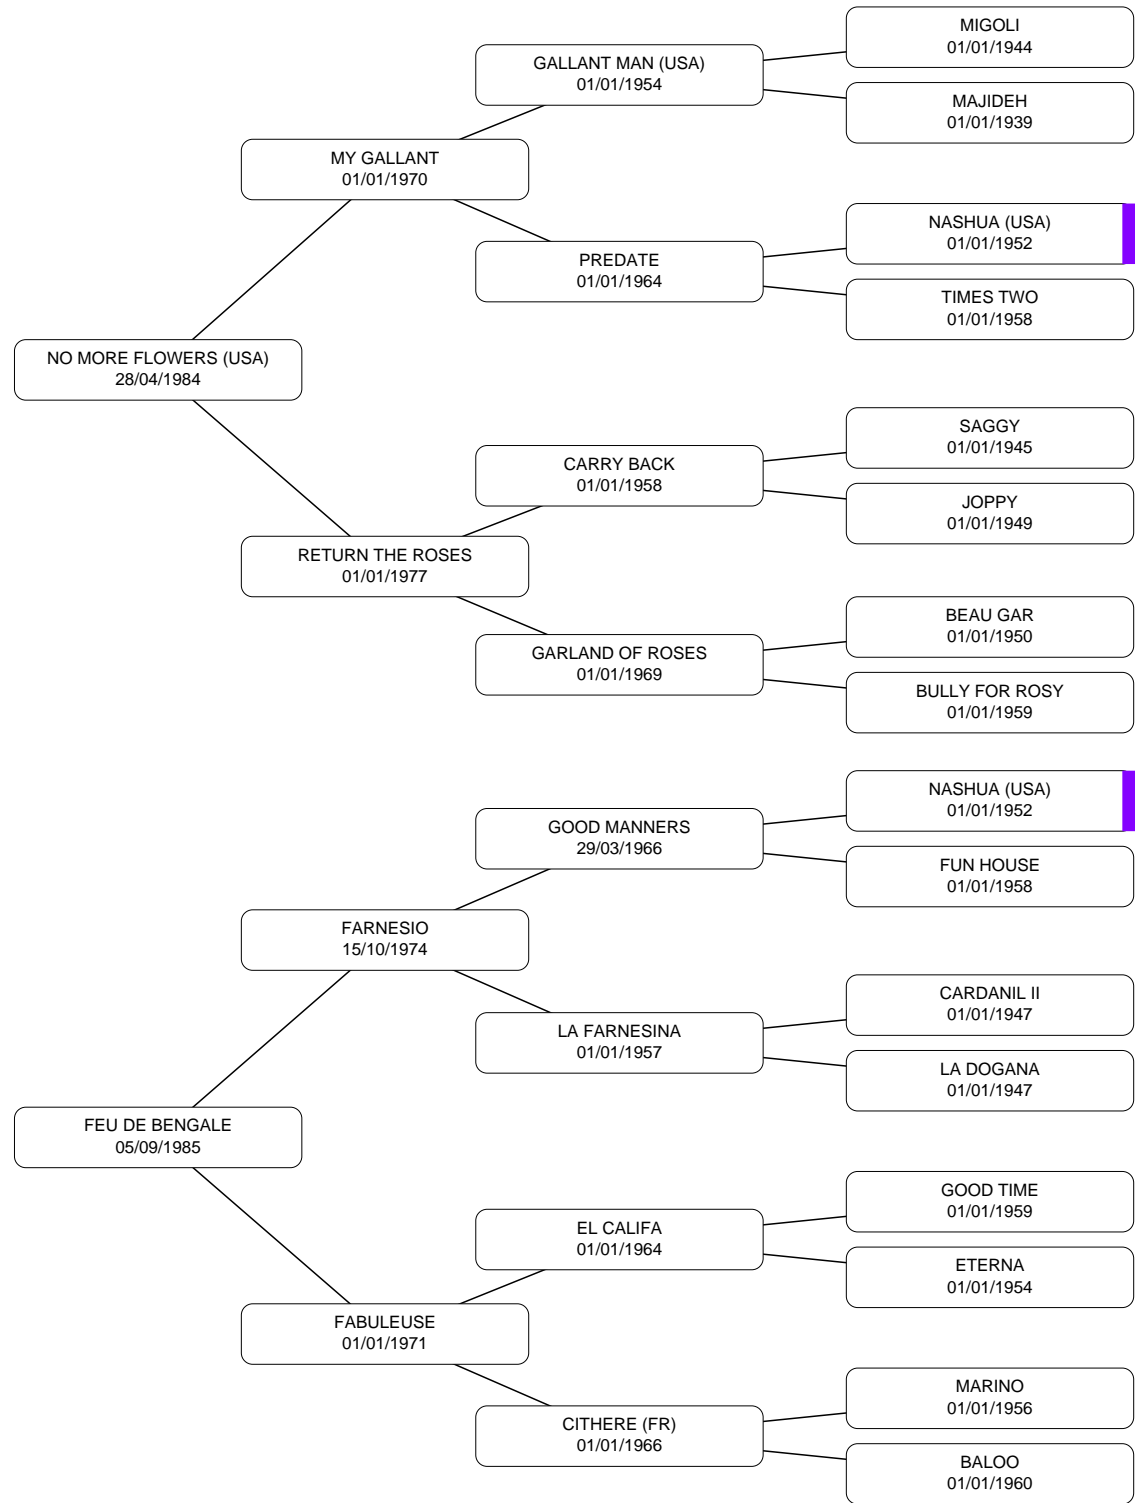 MIGOLI
01/01/1944
GALLANT MAN (USA)
01/01/1954
MAJIDEH
01/01/1939
MY GALLANT
01/01/1970
NASHUA (USA)
01/01/1952
PREDATE
01/01/1964
TIMES TWO
01/01/1958
NO MORE FLOWERS (USA)
28/04/1984
SAGGY
01/01/1945
CARRY BACK
01/01/1958
JOPPY
01/01/1949
RETURN THE ROSES
01/01/1977
BEAU GAR
01/01/1950
GARLAND OF ROSES
01/01/1969
BULLY FOR ROSY
01/01/1959
NASHUA (USA)
01/01/1952
GOOD MANNERS
29/03/1966
FUN HOUSE
01/01/1958
FARNESIO
15/10/1974
CARDANIL II
01/01/1947
LA FARNESINA
01/01/1957
LA DOGANA
01/01/1947
FEU DE BENGALE
05/09/1985
GOOD TIME
01/01/1959
EL CALIFA
01/01/1964
ETERNA
01/01/1954
FABULEUSE
01/01/1971
MARINO
01/01/1956
CITHERE (FR)
01/01/1966
BALOO
01/01/1960